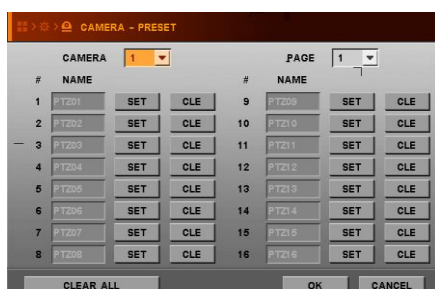 > > CAMERA - PRESET
CAMERA 1 PAGE 1
# NAME # NAME
1 PTZ01 SET CLE 9 PTZ09 SET CLE
2 PTZ02 SET CLE 10 PTZ10 SET CLE
3 PTZ03 SET CLE 11 PTZ11 SET CLE
4 PTZ04 SET CLE 12 PTZ12 SET CLE
5 PTZ05 SET CLE 13 PTZ13 SET CLE
6 PTZ06 SET CLE 14 PTZ14 SET CLE
7 PTZ07 SET CLE 15 PTZ15 SET CLE
8 PTZ08 SET CLE 16 PTZ16 SET CLE
CLEAR ALL OK CANCEL